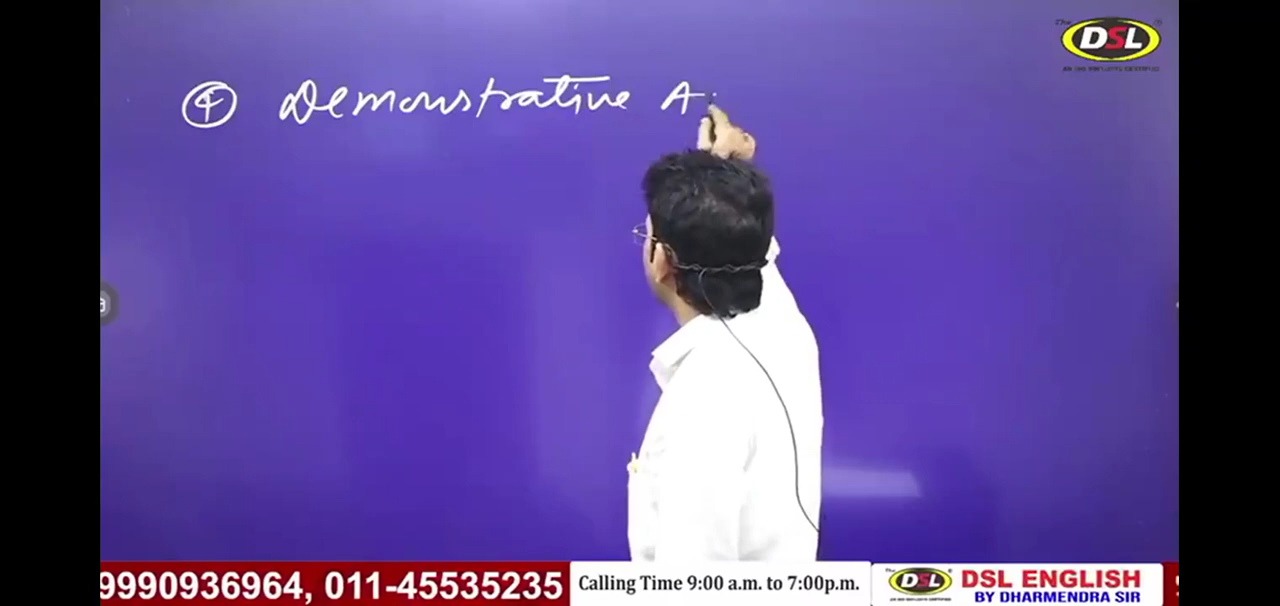 The DSL
④ Demonstrative A
9990936964, 011-45535235 Calling Time 9:00 a.m. to 7:00p.m. DSL DSL ENGLISH
BY DHARMENDRA SIR